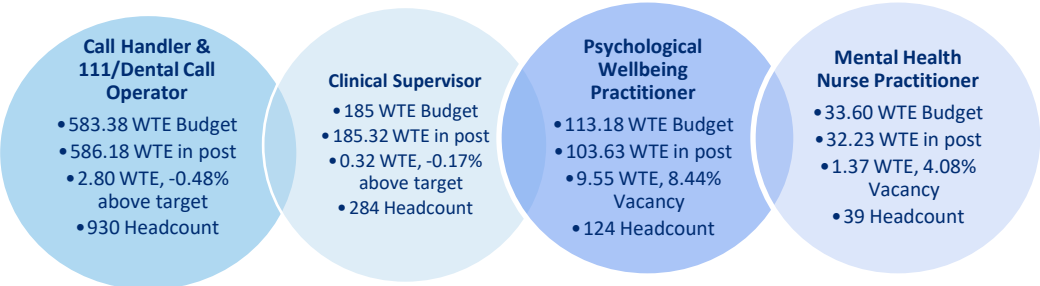 Call Handler &
111/Dental Call
Operator
• 583.38 WTE Budget
• 586.18 WTE in post
• 2.80 WTE, -0.48%
above target
• 930 Headcount
Clinical Supervisor
• 185 WTE Budget
• 185.32 WTE in post
• 0.32 WTE, -0.17%
above target
• 284 Headcount
Psychological
Wellbeing
Practitioner
• 113.18 WTE Budget
• 103.63 WTE in post
• 9.55 WTE, 8.44%
Vacancy
• 124 Headcount
Mental Health
Nurse Practitioner
• 33.60 WTE Budget
• 32.23 WTE in post
• 1.37 WTE, 4.08%
Vacancy
• 39 Headcount